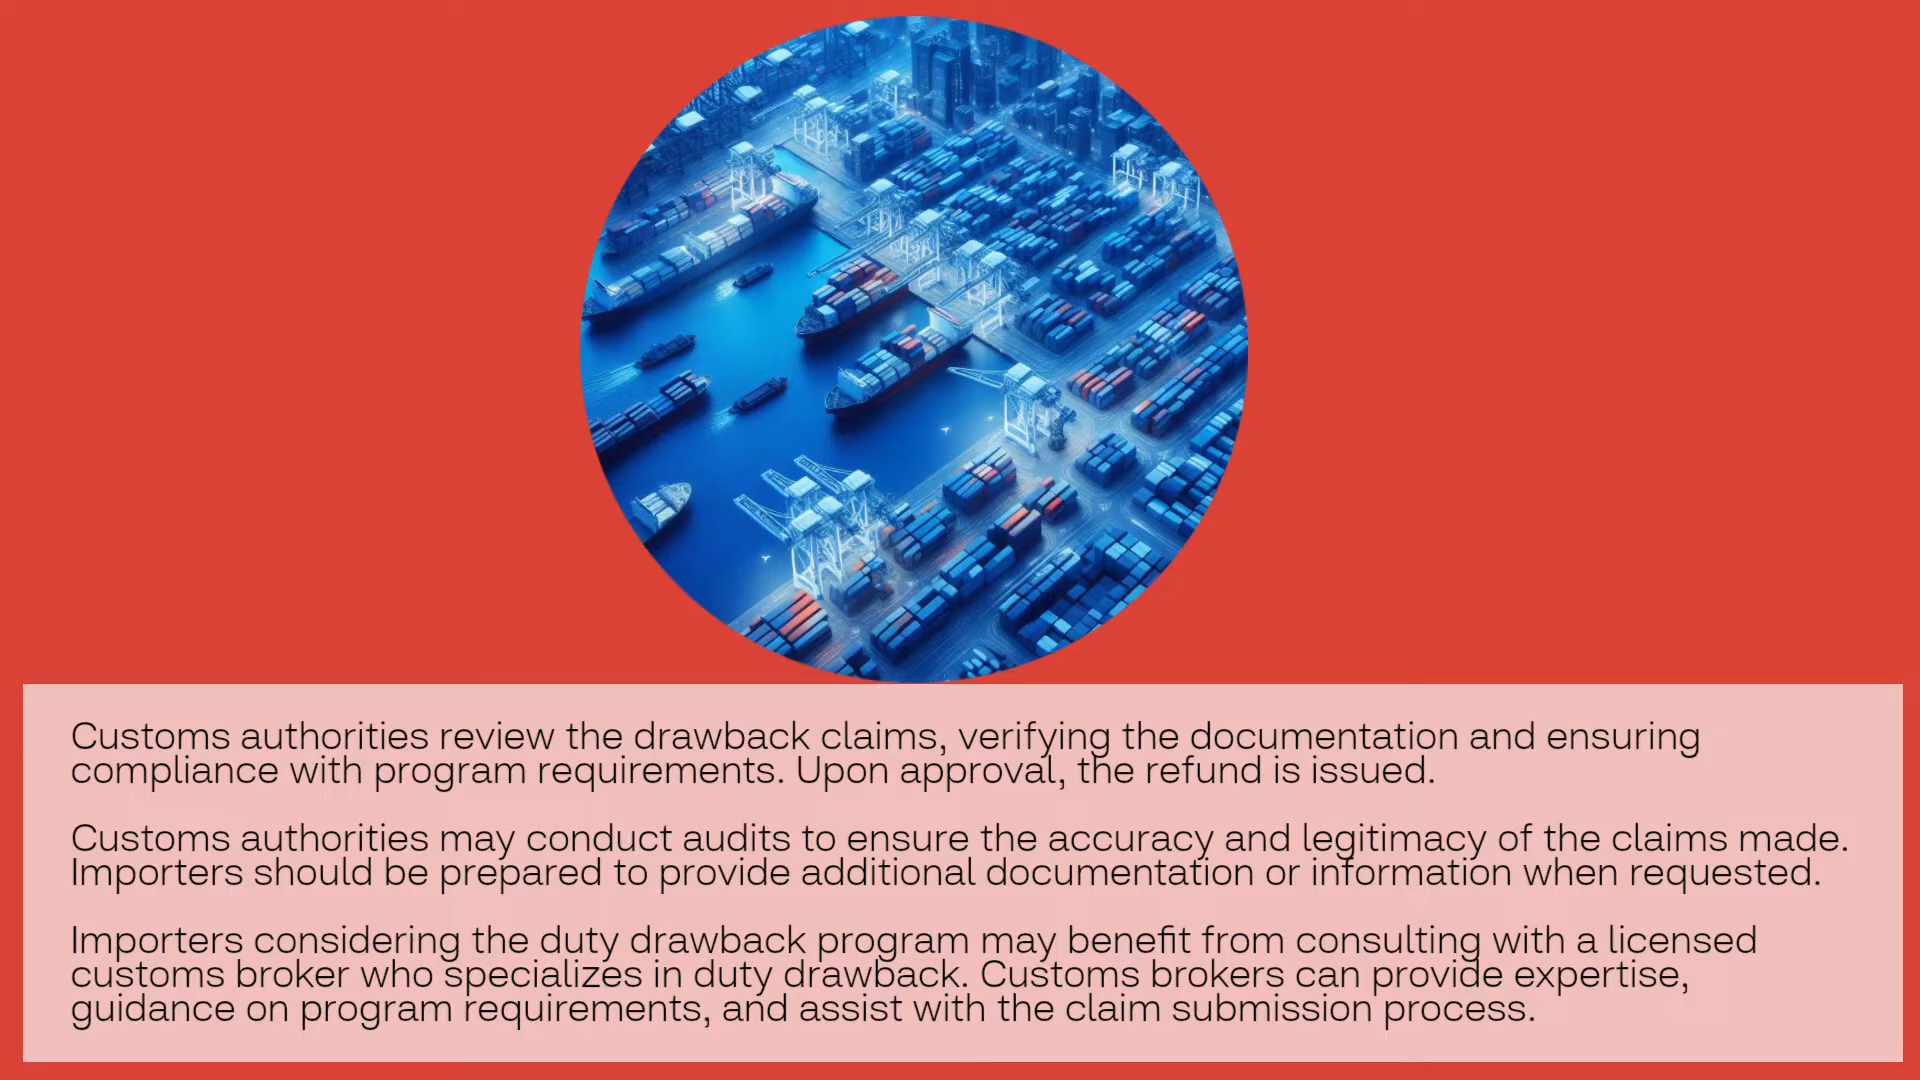 Customs authorities review the drawback claims, verifying the documentation and ensuring
compliance with program requirements. Upon approval, the refund is issued.
Customs authorities may conduct audits to ensure the accuracy and legitimacy of the claims made.
Importers should be prepared to provide additional documentation or information when requested.
Importers considering the duty drawback program may benefit from consulting with a licensed
customs broker who specializes in duty drawback. Customs brokers can provide expertise,
guidance on program requirements, and assist with the claim submission process.